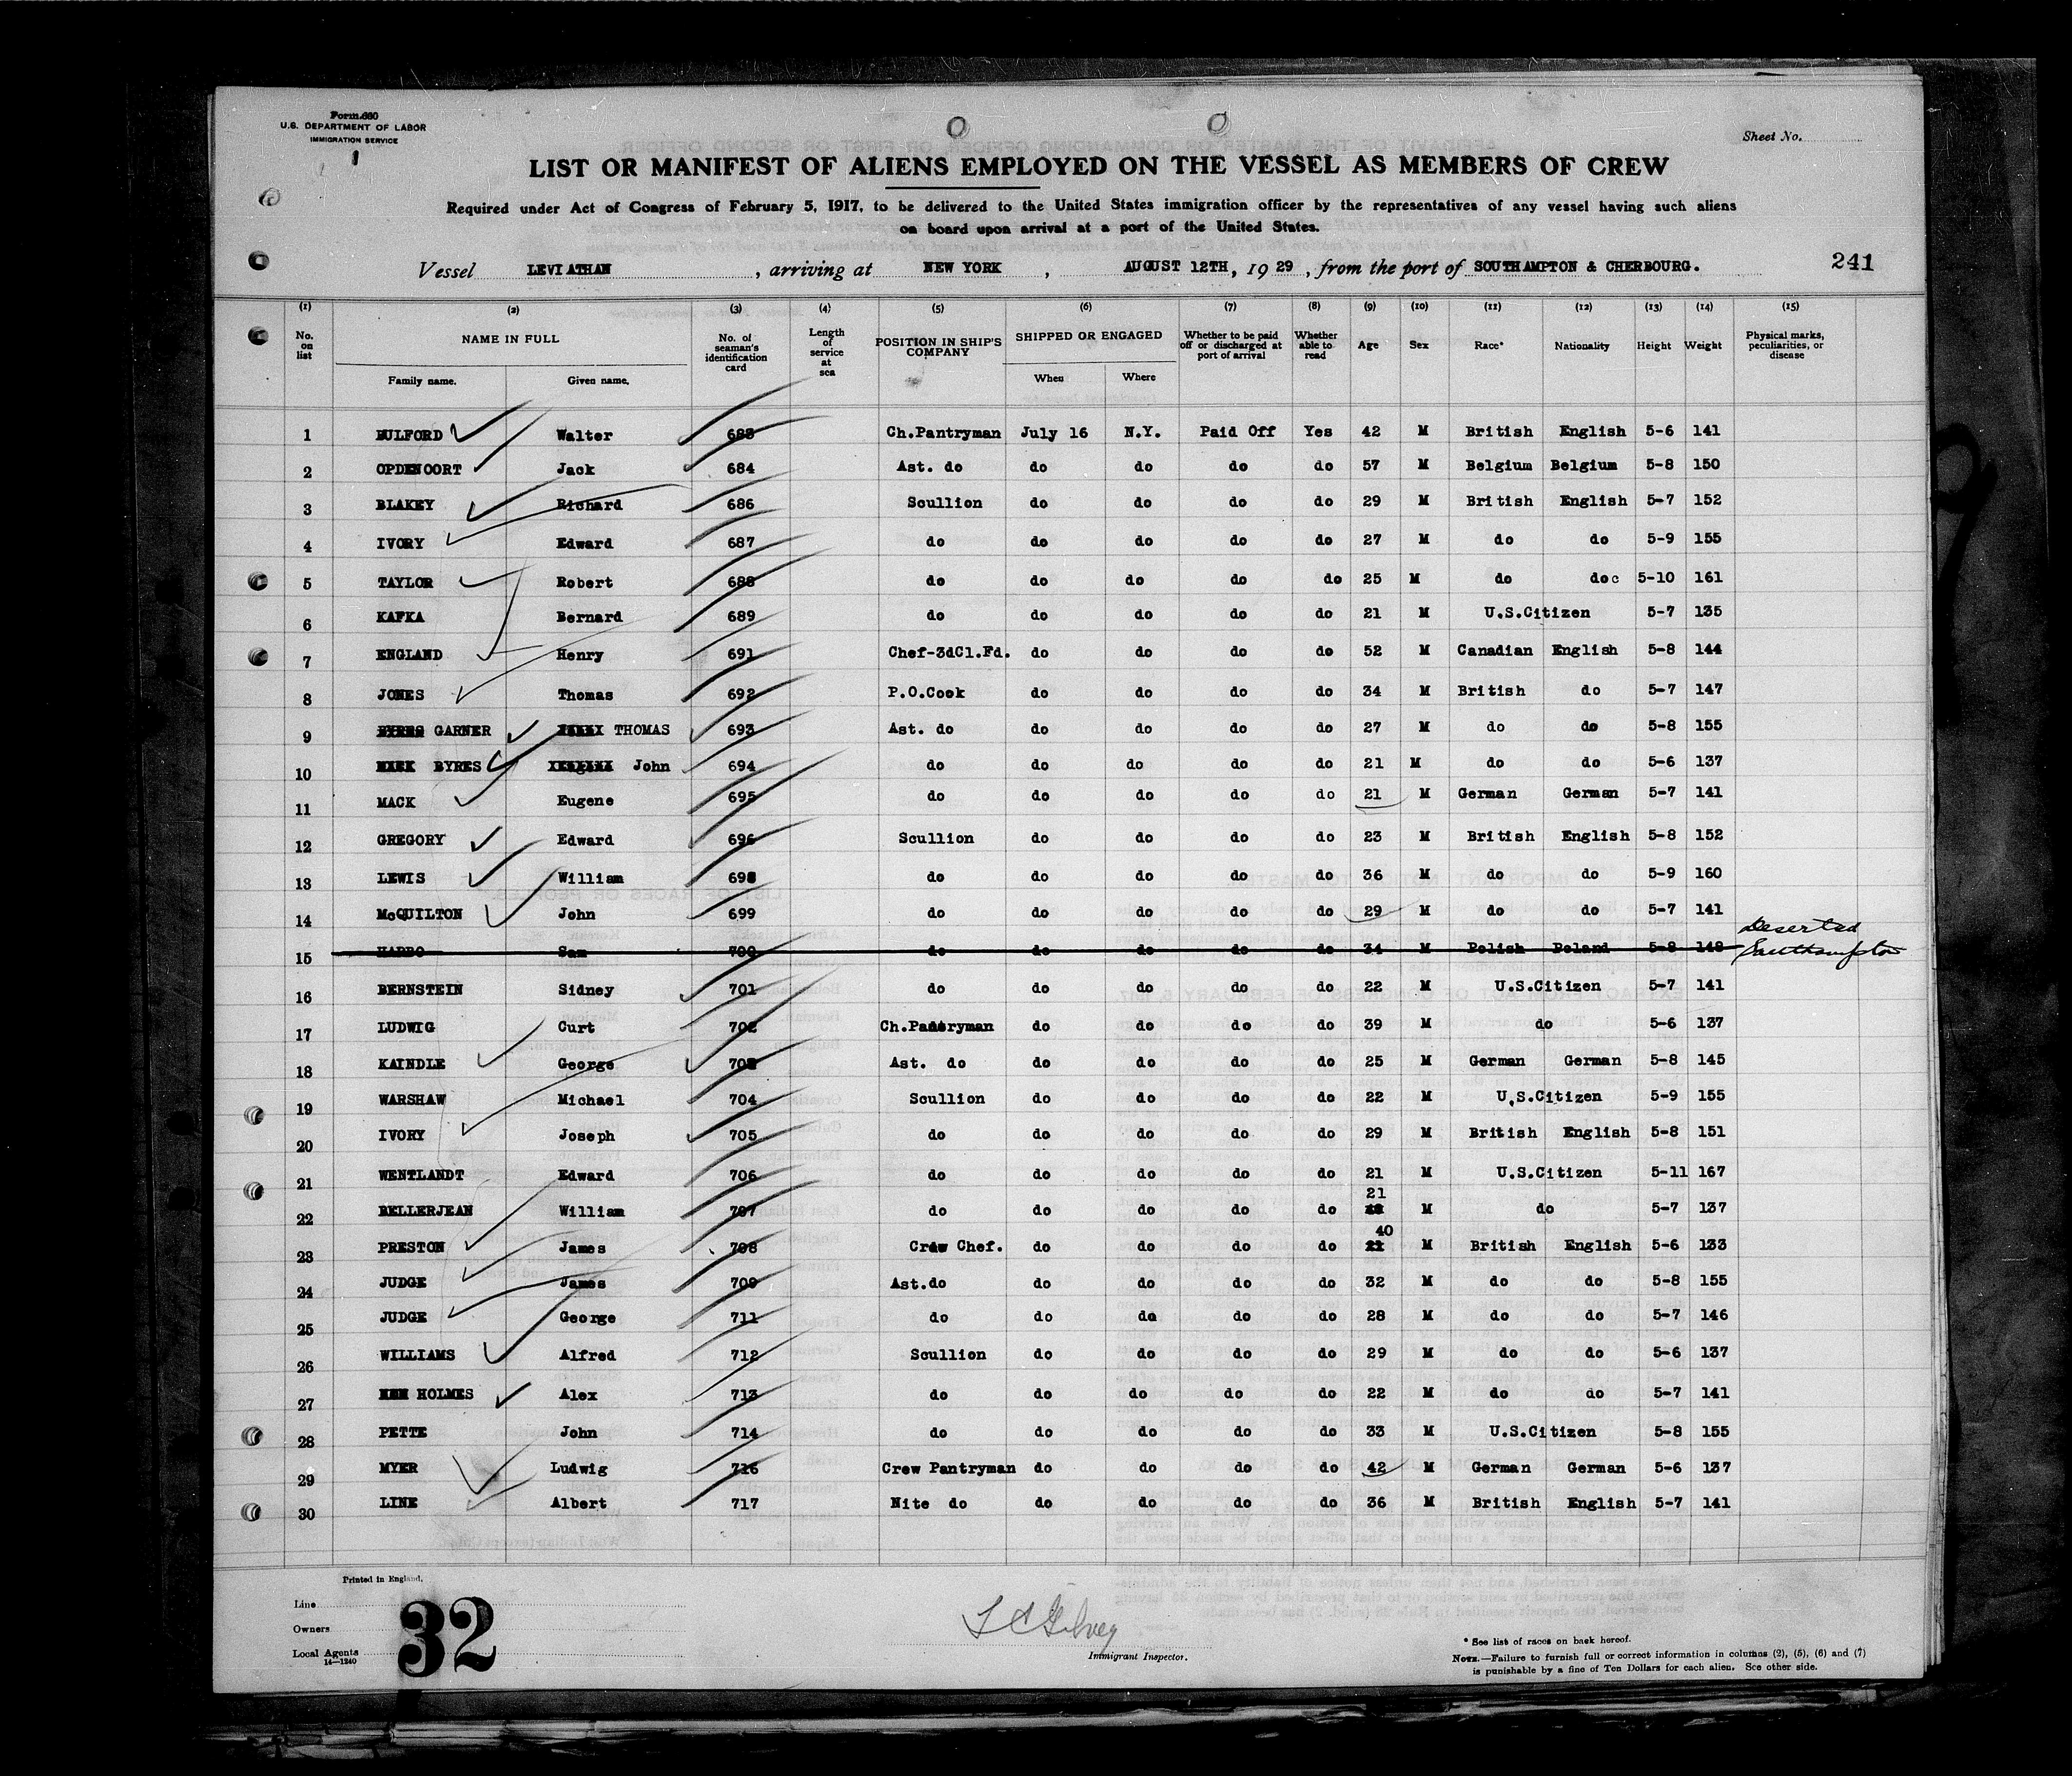 Form 680
U.S. DEPARTMENT OF LABOR
IMMIGRATION SERVICE
Sheet No.
LIST OR MANIFEST OF ALIENS EMPLOYED ON THE VESSEL AS MEMBERS OF CREW
Required under Act of Congress of February 5, 1917, to be delivered to the United States immigration officer by the representatives of any vessel having such aliens
on board upon arrival at a port of the United States.
Vessel LEVIATHAN, arriving at NEW YORK, AUGUST 12TH, 1929, from the port of SOUTHAMPTON & CHERBOURG. 241
(1) (2) (3) (4) (5) (6) (7) (8) (9) (10) (11) (12) (13) (14) (15)
No. on list NAME IN FULL Family name. Given name. No. of seaman's identification card Length of service at sea POSITION IN SHIP'S COMPANY SHIPPED OR ENGAGED When Where Whether to be paid off or discharged at port of arrival Whether able to read Age Sex Race* Nationality Height Weight Physical marks, peculiarities, or disease
1 BULFORD Walter 683 Ch.Pantryman July 16 N.Y. Paid Off Yes 42 M British English 5-6 141
2 OPDENOORT Jack 684 Ast. do do do do do 57 M Belgium Belgium 5-8 150
3 BLAKEY Richard 686 Scullion do do do do 29 M British English 5-7 152
4 IVORY Edward 687 do do do do do 27 M do do 5-9 155
5 TAYLOR Robert 688 do do do do do 25 M do doc 5-10 161
6 KAFKA Bernard 689 do do do do do 21 M U.S.Citizen 5-7 135
7 ENGLAND Henry 691 Chef-3dCl.Fd. do do do do 52 M Canadian English 5-8 144
8 JONES Thomas 692 P.O.Cook do do do do 34 M British do 5-7 147
9 BYRES GARNER THOMAS 693 Ast. do do do do do 27 M do do 5-8 155
10 MACK BYRES John 694 do do do do do 21 M do do 5-6 137
11 MACK Eugene 695 do do do do do 21 M German German 5-7 141
12 GREGORY Edward 696 Scullion do do do do 23 M British English 5-8 152
13 LEWIS William 698 do do do do do 36 M do do 5-9 160
14 McQUILTON John 699 do do do do do 29 M do do 5-7 141
15 HARBO Sam 700 do do do do do 34 M Polish Poland 5-8 148 Deserted Southampton
16 BERNSTEIN Sidney 701 do do do do do 22 M U.S.Citizen 5-7 141
17 LUDWIG Curt 702 Ch.Pantryman do do do do 39 M do 5-6 137
18 KAINDLE George 703 Ast. do do do do do 25 M German German 5-8 145
19 WARSHAW Michael 704 Scullion do do do do 22 M U.S.Citizen 5-9 155
20 IVORY Joseph 705 do do do do do 29 M British English 5-8 151
21 WENTLANDT Edward 706 do do do do do 21 M U.S.Citizen 5-11 167
22 BELLERJEAN William 707 do do do do do 21 M do 5-7 137
23 PRESTON James 708 Crew Chef. do do do do 40 21 M British English 5-6 133
24 JUDGE James 709 Ast.do do do do do 32 M do do 5-8 155
25 JUDGE George 711 do do do do do 28 M do do 5-7 146
26 WILLIAMS Alfred 712 Scullion do do do do 29 M do do 5-6 137
27 HOLMES Alex 713 do do do do do 22 M do do 5-7 141
28 PETTE John 714 do do do do do 33 M U.S.Citizen 5-8 155
29 MYER Ludwig 716 Crew Pantryman do do do do 42 M German German 5-6 137
30 LINE Albert 717 Nite do do do do do 36 M British English 5-7 141
Printed in England.
Line
Owners
Local Agents
14—1240
32
Immigrant Inspector.
* See list of races on back hereof.
NOTE.—Failure to furnish full or correct information in columns (2), (5), (6) and (7)
is punishable by a fine of Ten Dollars for each alien. See other side.